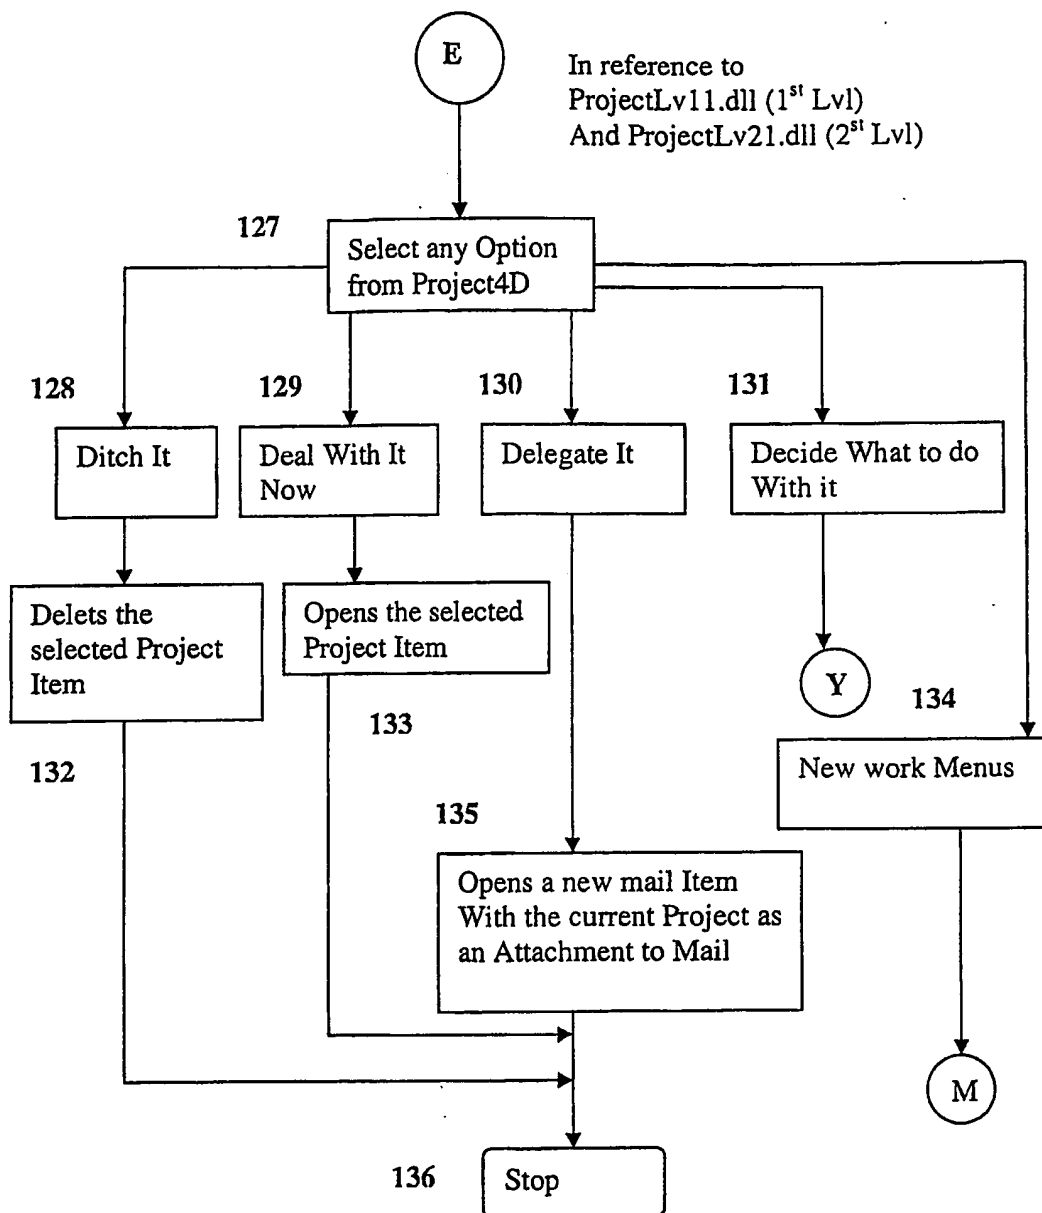 E
In reference to
ProjectLv11.dll (1st Lvl)
And ProjectLv21.dll (2st Lvl)
127
Select any Option
from Project4D
128
129
130
131
Ditch It
Deal With It
Now
Delegate It
Decide What to do
With it
Delets the
selected Project
Item
Opens the selected
Project Item
Y
134
133
132
New work Menus
135
Opens a new mail Item
With the current Project as
an Attachment to Mail
M
136
Stop